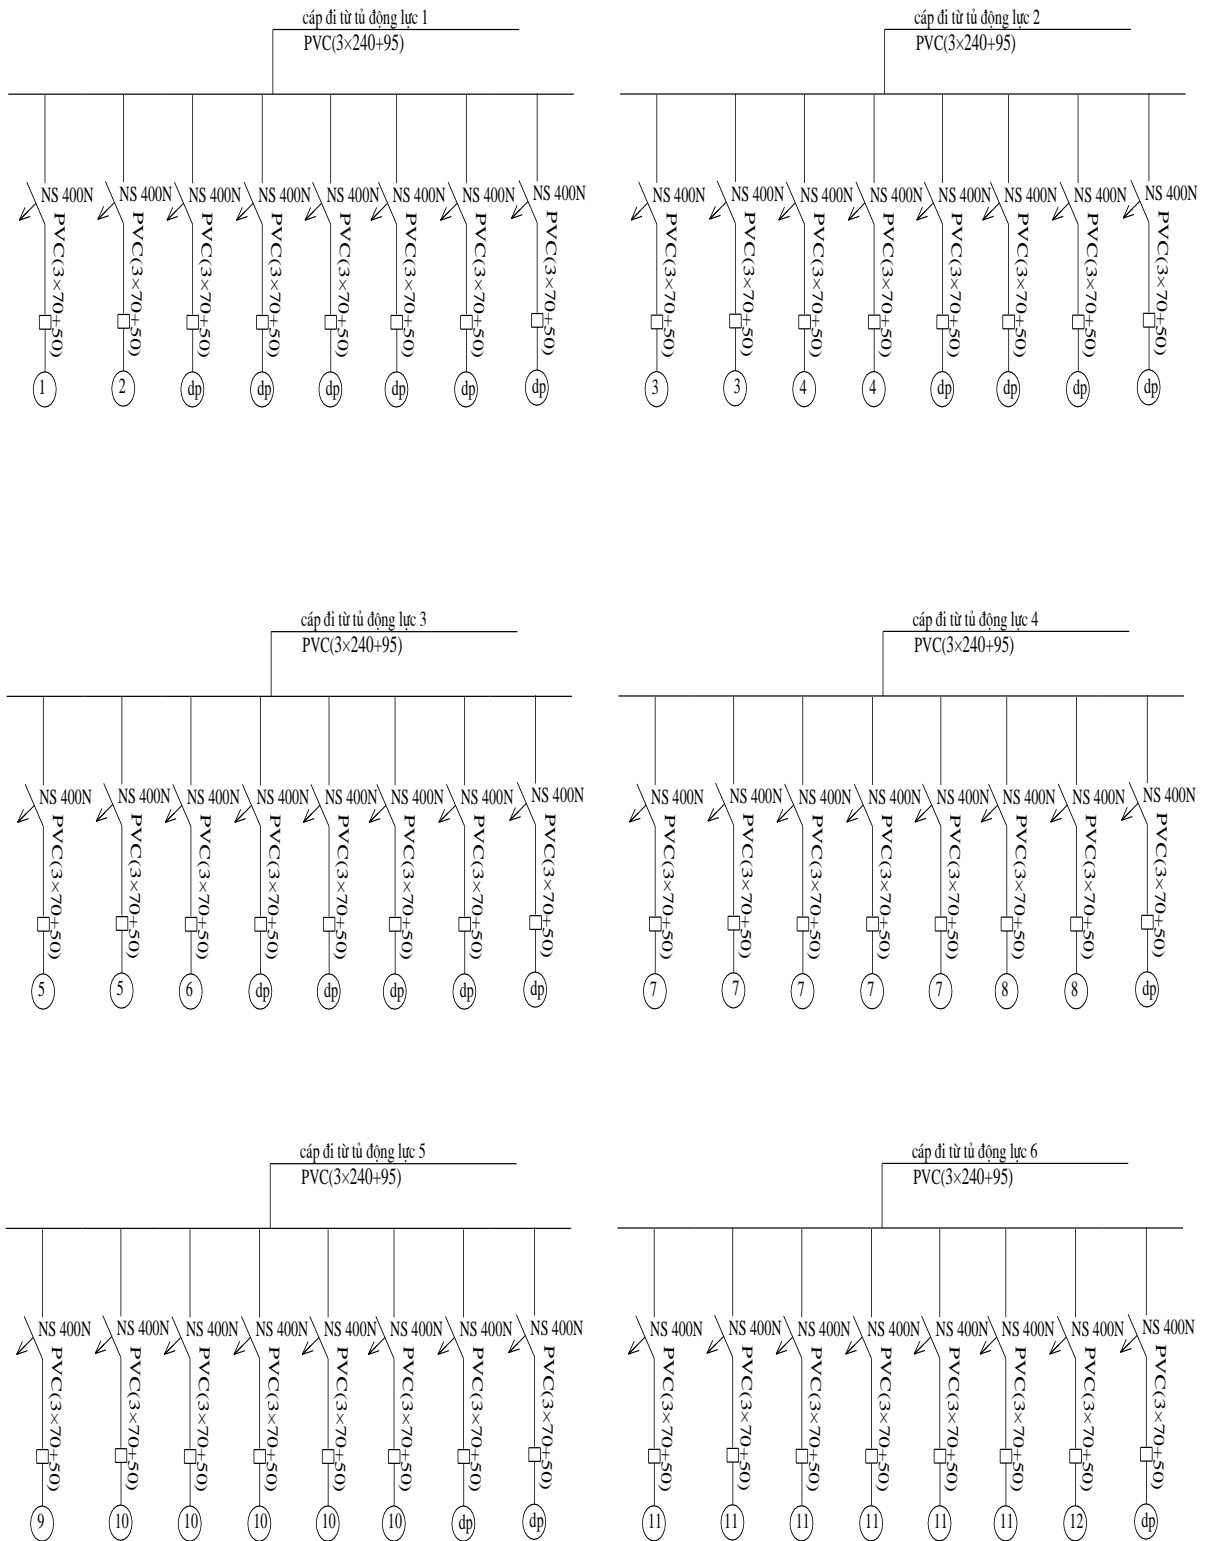 cáp đi từ tủ động lực 1
PVC(3×240+95)
NS 400N NS 400N NS 400N NS 400N NS 400N NS 400N NS 400N NS 400N
PVC(3×70+50) PVC(3×70+50) PVC(3×70+50) PVC(3×70+50) PVC(3×70+50) PVC(3×70+50) PVC(3×70+50) PVC(3×70+50)
1 2 dp dp dp dp dp dp
cáp đi từ tủ động lực 2
PVC(3×240+95)
NS 400N NS 400N NS 400N NS 400N NS 400N NS 400N NS 400N NS 400N
PVC(3×70+50) PVC(3×70+50) PVC(3×70+50) PVC(3×70+50) PVC(3×70+50) PVC(3×70+50) PVC(3×70+50) PVC(3×70+50)
3 3 4 4 dp dp dp dp
cáp đi từ tủ động lực 3
PVC(3×240+95)
NS 400N NS 400N NS 400N NS 400N NS 400N NS 400N NS 400N NS 400N
PVC(3×70+50) PVC(3×70+50) PVC(3×70+50) PVC(3×70+50) PVC(3×70+50) PVC(3×70+50) PVC(3×70+50) PVC(3×70+50)
5 5 6 dp dp dp dp dp
cáp đi từ tủ động lực 4
PVC(3×240+95)
NS 400N NS 400N NS 400N NS 400N NS 400N NS 400N NS 400N NS 400N
PVC(3×70+50) PVC(3×70+50) PVC(3×70+50) PVC(3×70+50) PVC(3×70+50) PVC(3×70+50) PVC(3×70+50) PVC(3×70+50)
7 7 7 7 7 8 8 dp
cáp đi từ tủ động lực 5
PVC(3×240+95)
NS 400N NS 400N NS 400N NS 400N NS 400N NS 400N NS 400N NS 400N
PVC(3×70+50) PVC(3×70+50) PVC(3×70+50) PVC(3×70+50) PVC(3×70+50) PVC(3×70+50) PVC(3×70+50) PVC(3×70+50)
9 10 10 10 10 10 dp dp
cáp đi từ tủ động lực 6
PVC(3×240+95)
NS 400N NS 400N NS 400N NS 400N NS 400N NS 400N NS 400N NS 400N
PVC(3×70+50) PVC(3×70+50) PVC(3×70+50) PVC(3×70+50) PVC(3×70+50) PVC(3×70+50) PVC(3×70+50) PVC(3×70+50)
11 11 11 11 11 11 12 dp